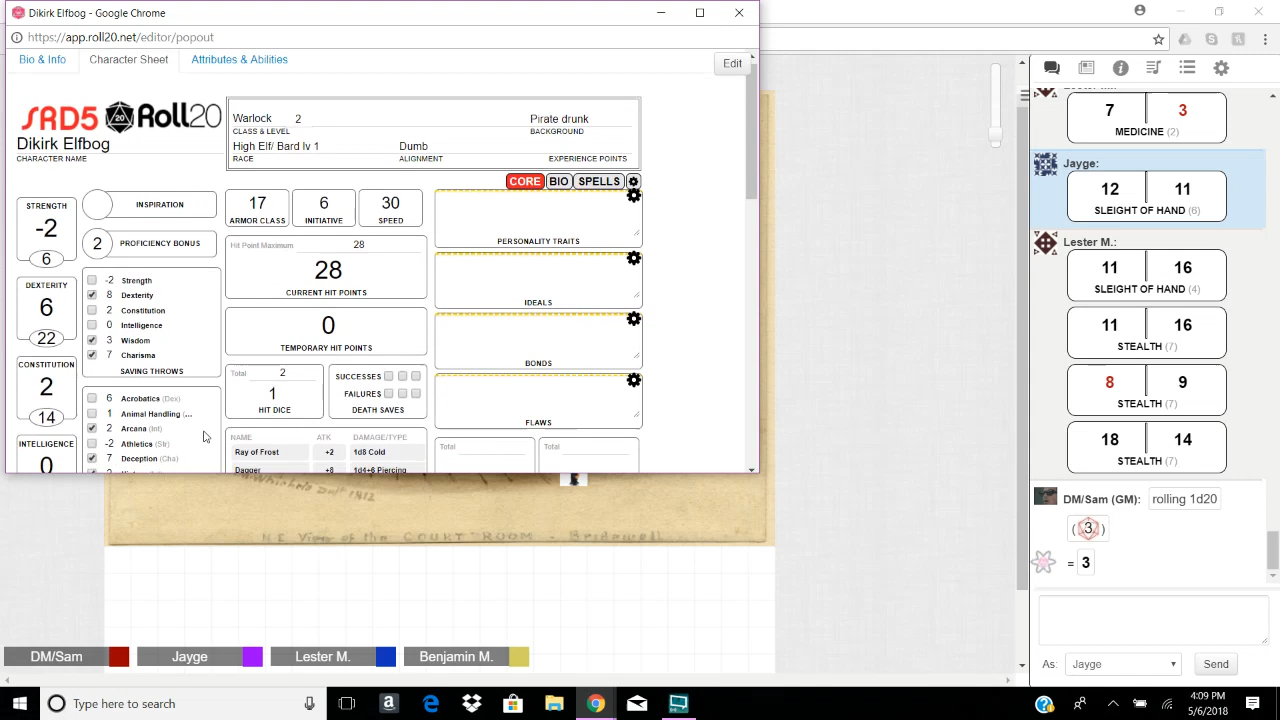 Dikirk Elfbog - Google Chrome
https://app.roll20.net/editor/popout
Bio & Info
Character Sheet
Attributes & Abilities
Edit
SRD5 Roll20
Dikirk Elfbog
CHARACTER NAME
Warlock 2
Pirate drunk
CLASS & LEVEL
BACKGROUND
High Elf/ Bard lv 1
Dumb
RACE
ALIGNMENT
EXPERIENCE POINTS
CORE
BIO
SPELLS
STRENGTH
-2
6
DEXTERITY
6
22
CONSTITUTION
2
14
INTELLIGENCE
0
INSPIRATION
2
PROFICIENCY BONUS
-2 Strength
8 Dexterity
2 Constitution
0 Intelligence
3 Wisdom
7 Charisma
SAVING THROWS
6 Acrobatics (Dex)
1 Animal Handling (...
2 Arcana (Int)
-2 Athletics (Str)
7 Deception (Cha)
17
ARMOR CLASS
6
INITIATIVE
30
SPEED
Hit Point Maximum 28
28
CURRENT HIT POINTS
0
TEMPORARY HIT POINTS
Total 2
1
HIT DICE
SUCCESSES
FAILURES
DEATH SAVES
NAME ATK DAMAGE/TYPE
Ray of Frost +2 1d8 Cold
Dagger +8 1d4+6 Piercing
PERSONALITY TRAITS
IDEALS
BONDS
FLAWS
Total
Total
1812
N.E View of the COURT ROOM - Bridewell
7 3
MEDICINE (2)
Jayge:
12 11
SLEIGHT OF HAND (6)
Lester M.:
11 16
SLEIGHT OF HAND (4)
11 16
STEALTH (7)
8 9
STEALTH (7)
18 14
STEALTH (7)
DM/Sam (GM): rolling 1d20
(3)
= 3
As: Jayge
Send
DM/Sam
Jayge
Lester M.
Benjamin M.
Type here to search
4:09 PM
5/6/2018